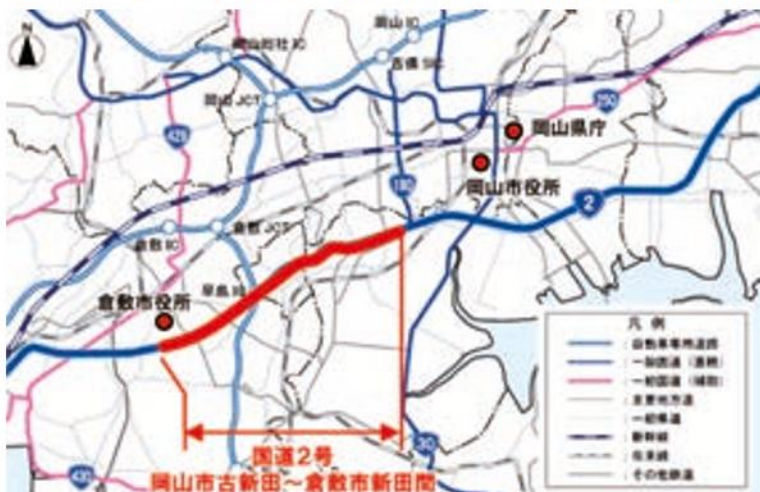 N
岡山IC
岡山総社IC
吉備SIC
岡山JCT
250
岡山県庁
429
岡山市役所
180
2
倉敷IC
倉敷JCT
早島IC
倉敷市役所
凡例
自動車専用道路
一般国道（直轄）
一般国道（補助）
主要地方道
一般県道
新幹線
在来線
その他鉄道
30
国道2号
430
岡山市古新田～倉敷市新田間